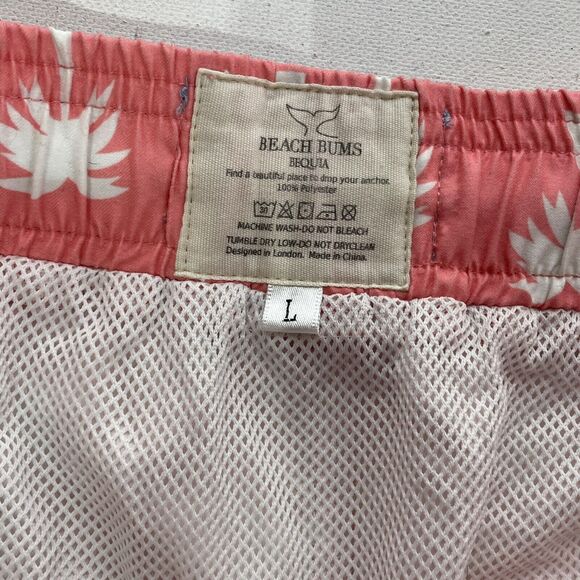 BEACH BUMS
BEQUIA
Find a beautiful place to drop your anchor.
100% Polyester
30
MACHINE WASH-DO NOT BLEACH
TUMBLE DRY LOW-DO NOT DRYCLEAN
Designed in London. Made in China.
L